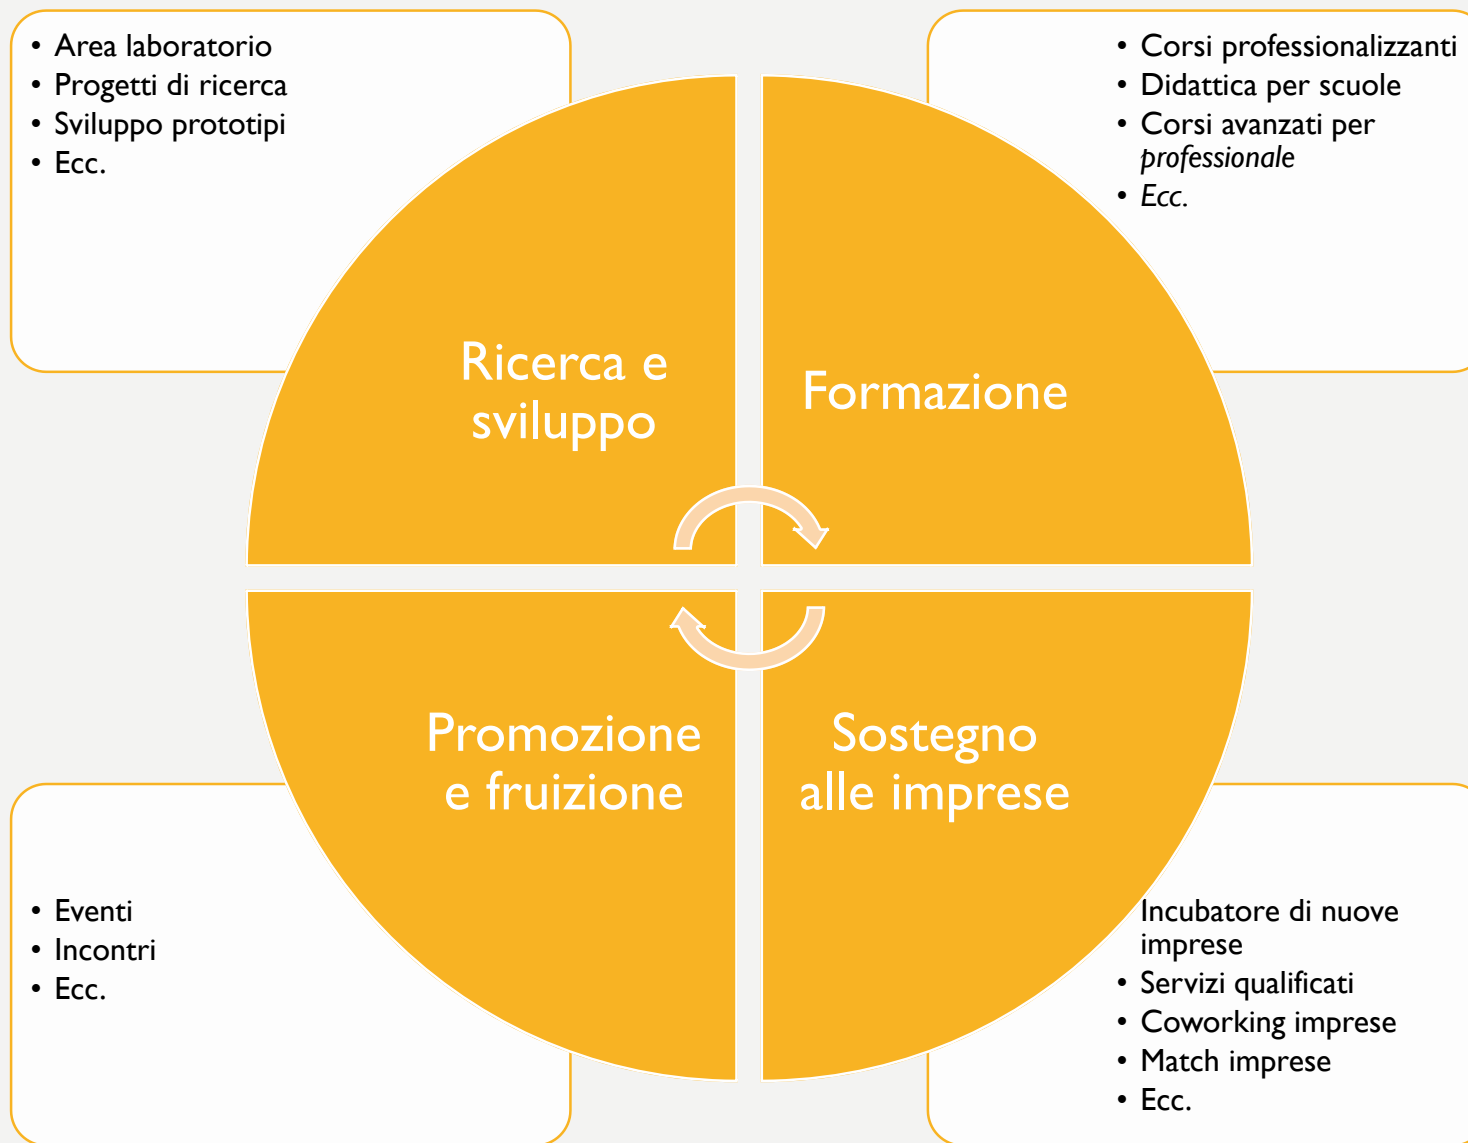 • Area laboratorio
• Progetti di ricerca
• Sviluppo prototipi
• Ecc.
• Corsi professionalizzanti
• Didattica per scuole
• Corsi avanzati per
professionale
• Ecc.
Ricerca e
sviluppo
Formazione
Promozione
e fruizione
Sostegno
alle imprese
• Eventi
• Incontri
• Ecc.
Incubatore di nuove
imprese
• Servizi qualificati
• Coworking imprese
• Match imprese
• Ecc.